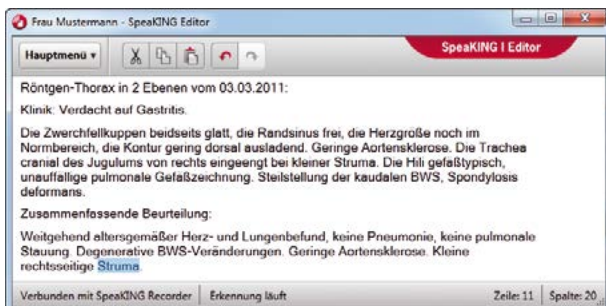 Frau Mustermann - SpeaKING Editor
Hauptmenü
SpeaKING I Editor
Röntgen-Thorax in 2 Ebenen vom 03.03.2011:
Klinik: Verdacht auf Gastritis.
Die Zwerchfellkuppen beidseits glatt, die Randsinus frei, die Herzgröße noch im
Normbereich, die Kontur gering dorsal ausladend. Geringe Aortensklerose. Die Trachea
cranial des Jugulums von rechts eingeengt bei kleiner Struma. Die Hili gefäßtypisch,
unauffällige pulmonale Gefäßzeichnung. Steilstellung der kaudalen BWS, Spondylosis
deformans.
Zusammenfassende Beurteilung:
Weitgehend altersgemäßer Herz- und Lungenbefund, keine Pneumonie, keine pulmonale
Stauung. Degenerative BWS-Veränderungen. Geringe Aortensklerose. Kleine
rechtsseitige Struma.
Verbunden mit SpeaKING Recorder Erkennung läuft Zeile: 11 Spalte: 20